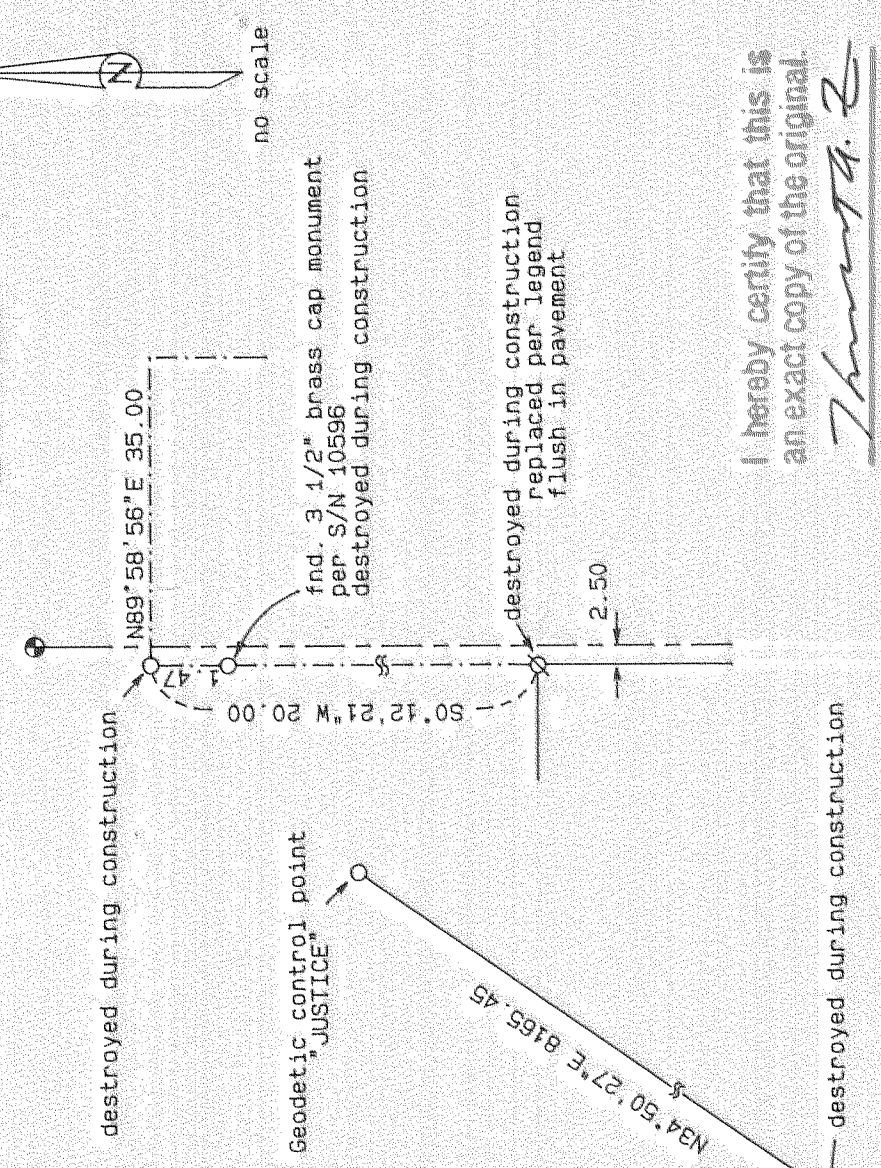 N
no scale
destroyed during construction
N89°58'56"E 35.00
1.47
fnd. 3 1/2" brass cap monument
per S/N 10596
destroyed during construction
S0°12'21"W 20.00
destroyed during construction
replaced per legend
flush in pavement
2.50
Geodetic control point
"JUSTICE"
N34°50'27"E 8165.45
destroyed during construction
I hereby certify that this is
an exact copy of the original.